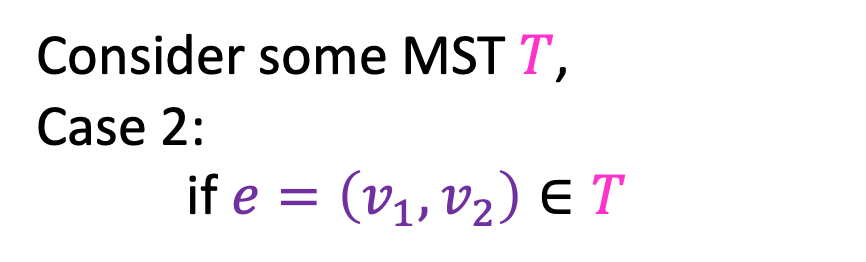 Consider some MST T,
Case 2:
if e = (v₁, v₂) ∈ T